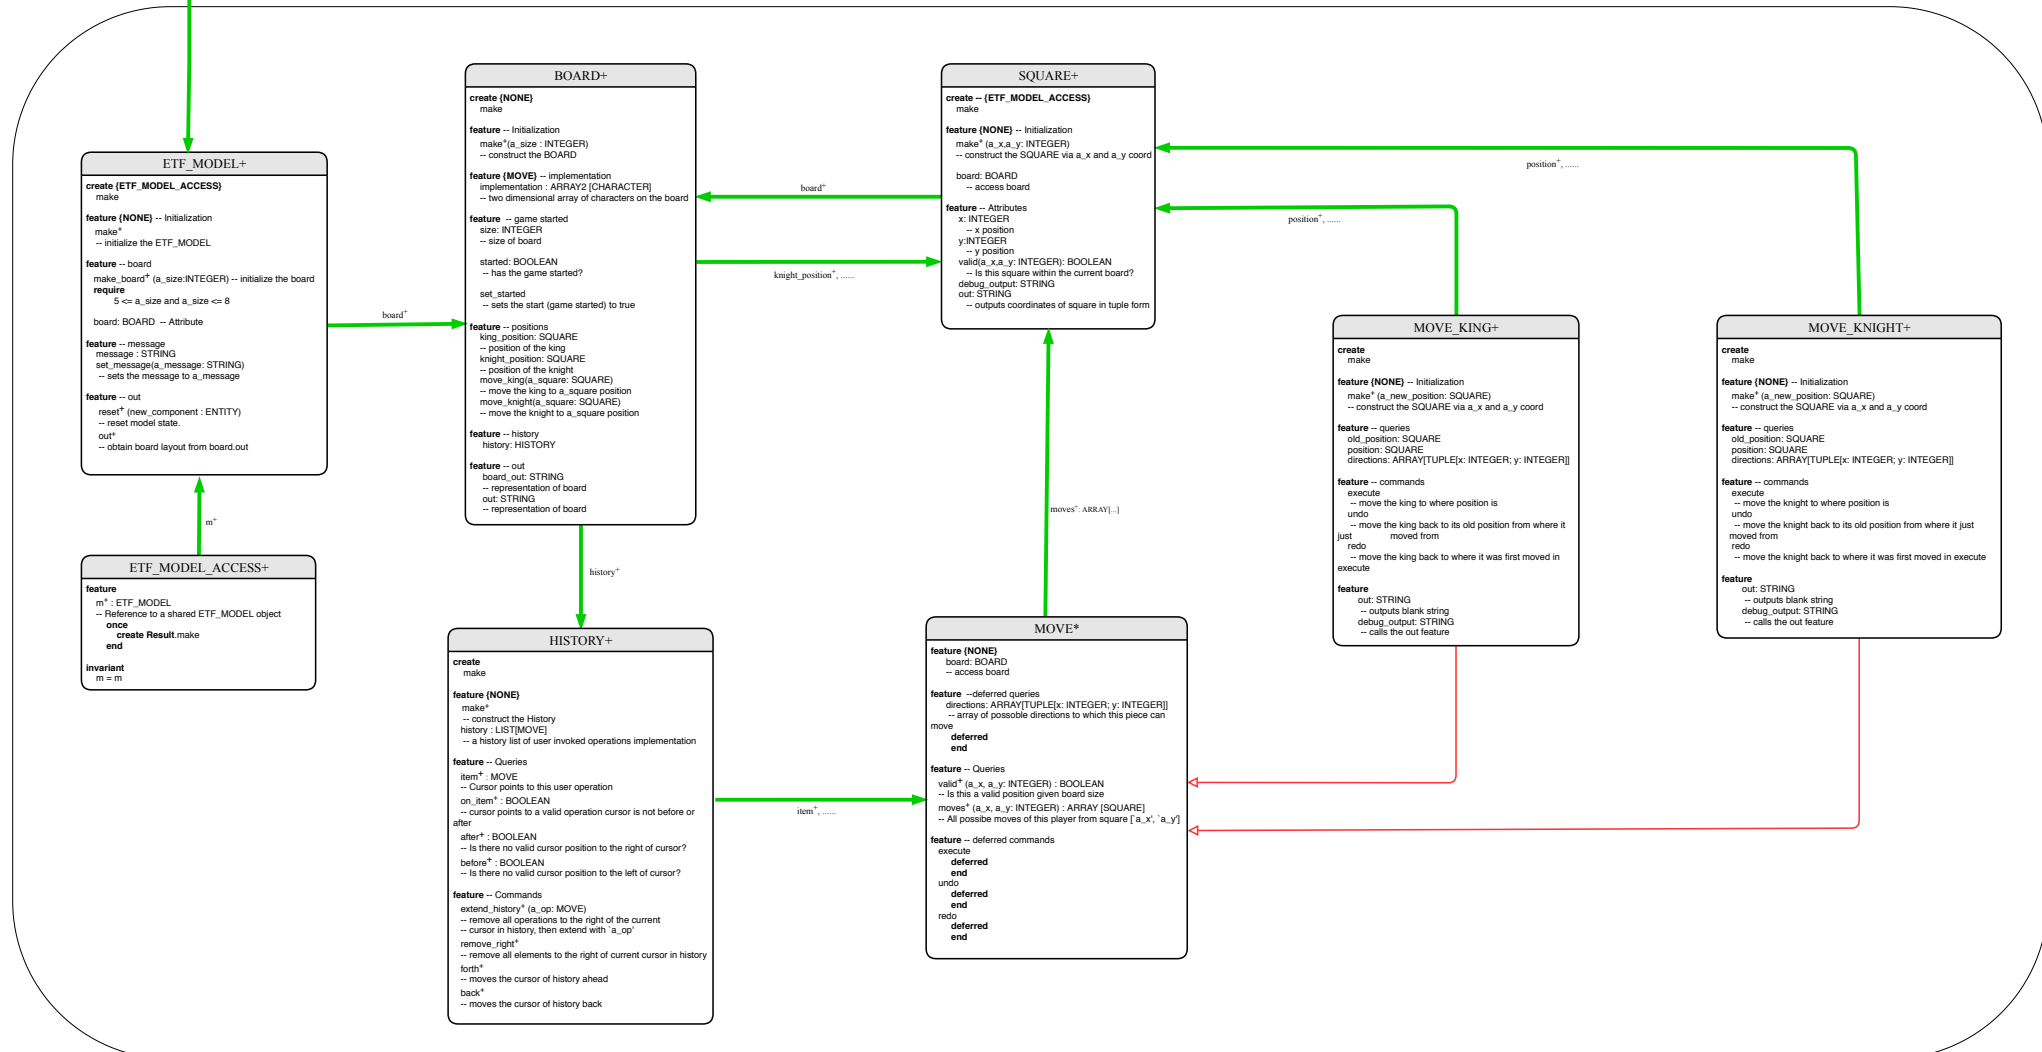 BOARD+
create {NONE}
make
feature -- Initialization
make+(a_size : INTEGER)
-- construct the BOARD
feature {MOVE} -- implementation
implementation : ARRAY2 [CHARACTER]
-- two dimensional array of characters on the board
feature -- game started
size: INTEGER
-- size of board
started: BOOLEAN
-- has the game started?
set_started
-- sets the start (game started) to true
feature -- positions
king_position: SQUARE
-- position of the king
knight_position: SQUARE
-- position of the knight
move_king(a_square: SQUARE)
-- move the king to a_square position
move_knight(a_square: SQUARE)
-- move the knight to a_square position
feature -- history
history: HISTORY
feature -- out
board_out: STRING
-- representation of board
out: STRING
-- representation of board
SQUARE+
create -- {ETF_MODEL_ACCESS}
make
feature {NONE} -- Initialization
make+ (a_x,a_y: INTEGER)
-- construct the SQUARE via a_x and a_y coord
board: BOARD
-- access board
feature -- Attributes
x: INTEGER
-- x position
y:INTEGER
-- y position
valid(a_x,a_y: INTEGER): BOOLEAN
-- Is this square within the current board?
debug_output: STRING
out: STRING
-- outputs coordinates of square in tuple form
ETF_MODEL+
create {ETF_MODEL_ACCESS}
make
feature {NONE} -- Initialization
make+
-- initialize the ETF_MODEL
feature -- board
make_board+ (a_size:INTEGER) -- initialize the board
require
5 <= a_size and a_size <= 8
board: BOARD -- Attribute
feature -- message
message : STRING
set_message(a_message: STRING)
-- sets the message to a_message
feature -- out
reset+ (new_component : ENTITY)
-- reset model state.
out+
-- obtain board layout from board.out
board+
board+
knight_position+, ......
position+, ......
position+, ......
MOVE_KING+
create
make
feature {NONE} -- Initialization
make+ (a_new_position: SQUARE)
-- construct the SQUARE via a_x and a_y coord
feature -- queries
old_position: SQUARE
position: SQUARE
directions: ARRAY[TUPLE[x: INTEGER; y: INTEGER]]
feature -- commands
execute
-- move the king to where position is
undo
-- move the king back to its old position from where it
just moved from
redo
-- move the king back to where it was first moved in
execute
feature
out: STRING
-- outputs blank string
debug_output: STRING
-- calls the out feature
MOVE_KNIGHT+
create
make
feature {NONE} -- Initialization
make+ (a_new_position: SQUARE)
-- construct the SQUARE via a_x and a_y coord
feature -- queries
old_position: SQUARE
position: SQUARE
directions: ARRAY[TUPLE[x: INTEGER; y: INTEGER]]
feature -- commands
execute
-- move the knight to where position is
undo
-- move the knight back to its old position from where it just
moved from
redo
-- move the knight back to where it was first moved in execute
feature
out: STRING
-- outputs blank string
debug_output: STRING
-- calls the out feature
m+
history+
moves+: ARRAY[...]
ETF_MODEL_ACCESS+
feature
m+ : ETF_MODEL
-- Reference to a shared ETF_MODEL object
once
create Result.make
end
invariant
m = m
HISTORY+
create
make
feature {NONE}
make+
-- construct the History
history : LIST[MOVE]
-- a history list of user invoked operations implementation
feature -- Queries
item+ : MOVE
-- Cursor points to this user operation
on_item+ : BOOLEAN
-- cursor points to a valid operation cursor is not before or
after
after+ : BOOLEAN
-- Is there no valid cursor position to the right of cursor?
before+ : BOOLEAN
-- Is there no valid cursor position to the left of cursor?
feature -- Commands
extend_history+ (a_op: MOVE)
-- remove all operations to the right of the current
-- cursor in history, then extend with `a_op'
remove_right+
-- remove all elements to the right of current cursor in history
forth+
-- moves the cursor of history ahead
back+
-- moves the cursor of history back
item+, ......
MOVE*
feature {NONE}
board: BOARD
-- access board
feature --deferred queries
directions: ARRAY[TUPLE[x: INTEGER; y: INTEGER]]
-- array of possoble directions to which this piece can
move
deferred
end
feature -- Queries
valid+ (a_x, a_y: INTEGER) : BOOLEAN
-- Is this a valid position given board size
moves+ (a_x, a_y: INTEGER) : ARRAY [SQUARE]
-- All possibe moves of this player from square [`a_x', `a_y']
feature -- deferred commands
execute
deferred
end
undo
deferred
end
redo
deferred
end